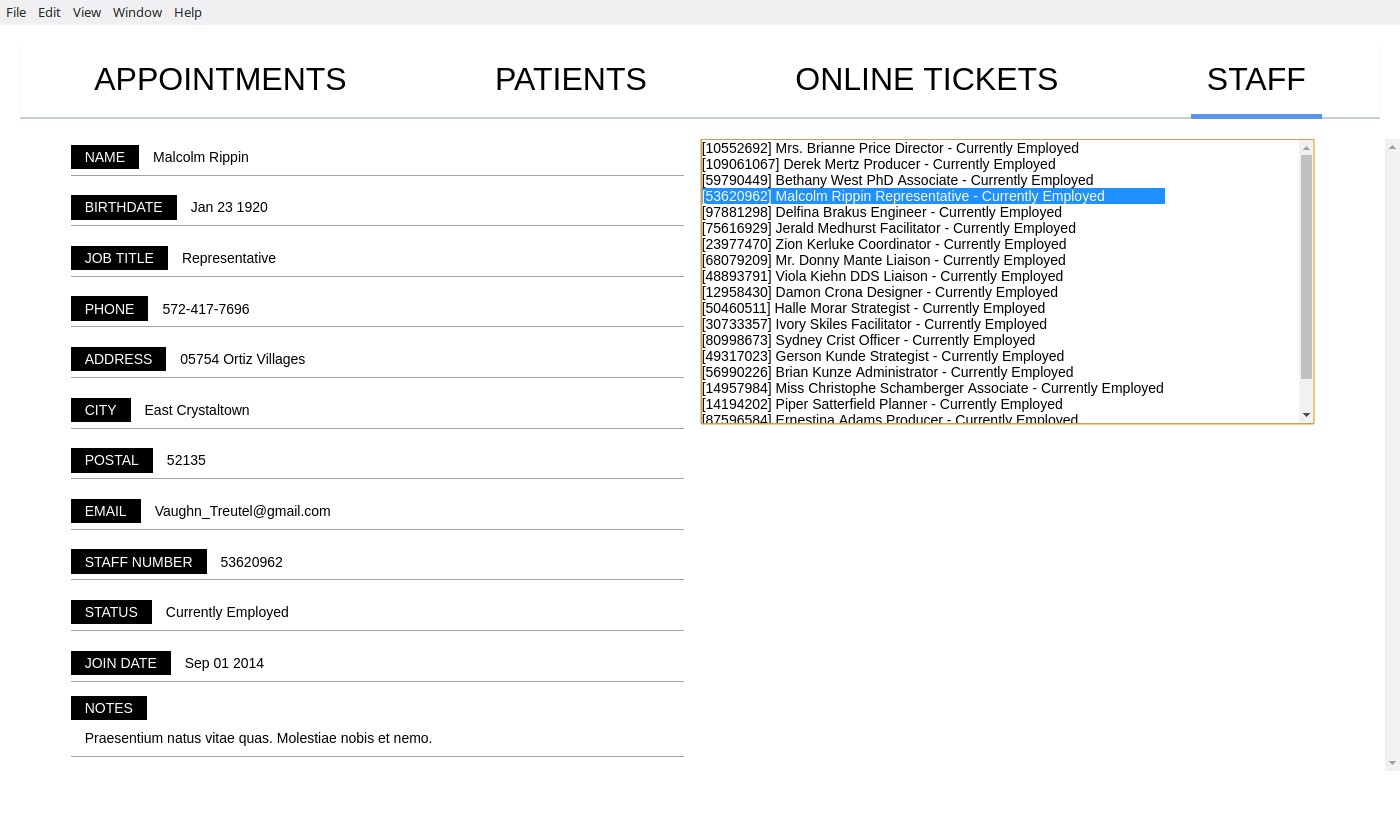 File Edit View Window Help
APPOINTMENTS PATIENTS ONLINE TICKETS STAFF
NAME Malcolm Rippin
BIRTHDATE Jan 23 1920
JOB TITLE Representative
PHONE 572-417-7696
ADDRESS 05754 Ortiz Villages
CITY East Crystaltown
POSTAL 52135
EMAIL Vaughn_Treutel@gmail.com
STAFF NUMBER 53620962
STATUS Currently Employed
JOIN DATE Sep 01 2014
NOTES
Praesentium natus vitae quas. Molestiae nobis et nemo.
[10552692] Mrs. Brianne Price Director - Currently Employed
[109061067] Derek Mertz Producer - Currently Employed
[59790449] Bethany West PhD Associate - Currently Employed
[53620962] Malcolm Rippin Representative - Currently Employed
[97881298] Delfina Brakus Engineer - Currently Employed
[75616929] Jerald Medhurst Facilitator - Currently Employed
[23977470] Zion Kerluke Coordinator - Currently Employed
[68079209] Mr. Donny Mante Liaison - Currently Employed
[48893791] Viola Kiehn DDS Liaison - Currently Employed
[12958430] Damon Crona Designer - Currently Employed
[50460511] Halle Morar Strategist - Currently Employed
[30733357] Ivory Skiles Facilitator - Currently Employed
[80998673] Sydney Crist Officer - Currently Employed
[49317023] Gerson Kunde Strategist - Currently Employed
[56990226] Brian Kunze Administrator - Currently Employed
[14957984] Miss Christophe Schamberger Associate - Currently Employed
[14194202] Piper Satterfield Planner - Currently Employed
[87596584] Ernestina Adams Producer - Currently Employed